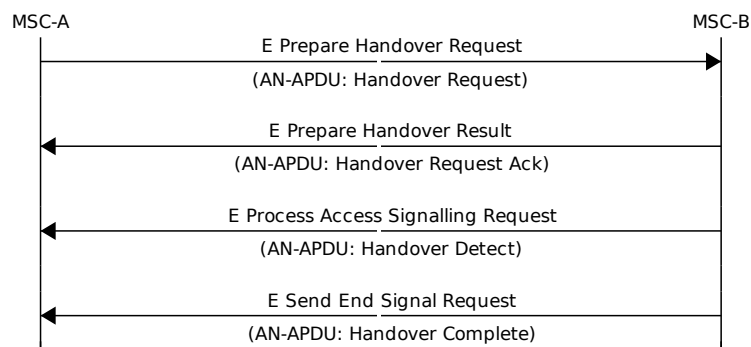 MSC-A MSC-B
E Prepare Handover Request
(AN-APDU: Handover Request)
E Prepare Handover Result
(AN-APDU: Handover Request Ack)
E Process Access Signalling Request
(AN-APDU: Handover Detect)
E Send End Signal Request
(AN-APDU: Handover Complete)